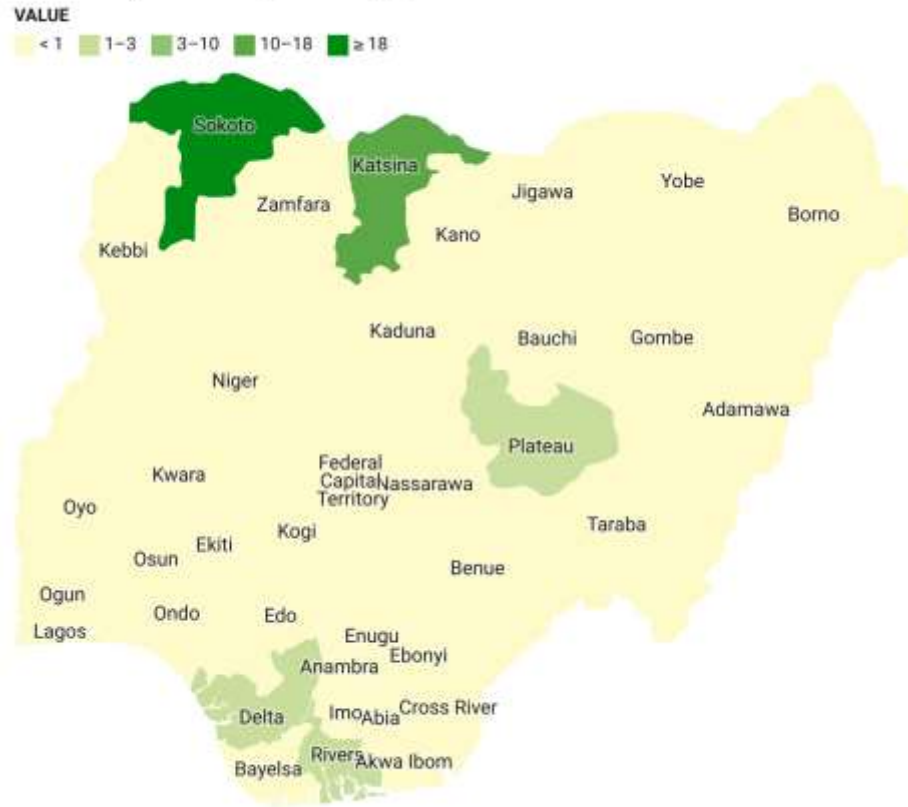 VALUE
< 1 1–3 3–10 10–18 ≥ 18
Sokoto
Katsina
Zamfara
Jigawa
Yobe
Borno
Kano
Kebbi
Kaduna
Bauchi
Gombe
Niger
Adamawa
Plateau
Kwara
Federal
Capital
Territory
Nassarawa
Oyo
Taraba
Kogi
Ekiti
Osun
Benue
Ogun
Ondo
Edo
Lagos
Enugu
Ebonyi
Anambra
Cross River
Delta
Imo
Abia
Rivers
Akwa Ibom
Bayelsa